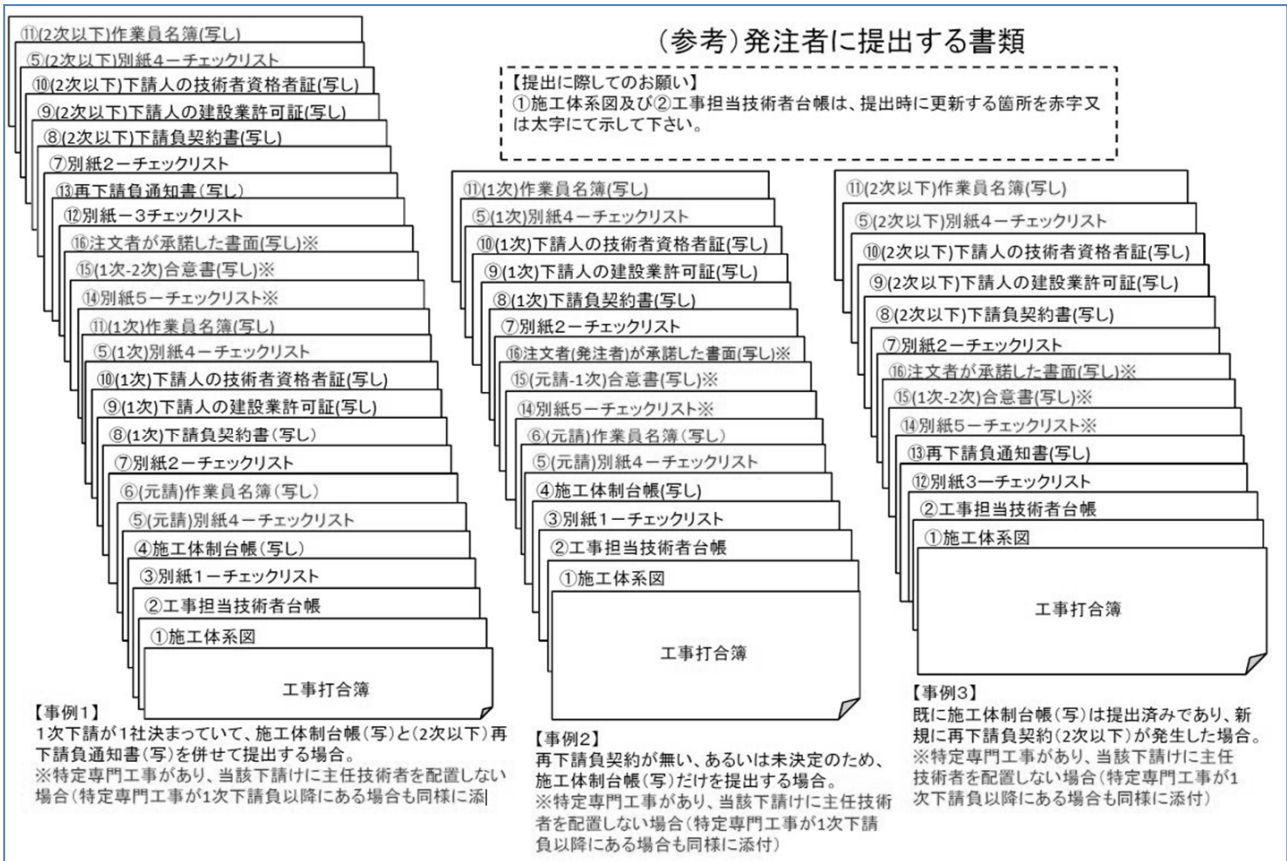 (参考)発注者に提出する書類
【提出に際してのお願い】
①施工体系図及び②工事担当技術者台帳は、提出時に更新する箇所を赤字又
は太字にて示して下さい。
⑪(2次以下)作業員名簿(写し)
⑤(2次以下)別紙4-チェックリスト
⑩(2次以下)下請人の技術者資格者証(写し)
⑨(2次以下)下請人の建設業許可証(写し)
⑧(2次以下)下請負契約書(写し)
⑦別紙2-チェックリスト
⑬再下請負通知書(写し)
⑫別紙-3チェックリスト
⑯注文者が承諾した書面(写し)※
⑮(1次-2次)合意書(写し)※
⑭別紙5-チェックリスト※
⑪(1次)作業員名簿(写し)
⑤(1次)別紙4-チェックリスト
⑩(1次)下請人の技術者資格者証(写し)
⑨(1次)下請人の建設業許可証(写し)
⑧(1次)下請負契約書(写し)
⑦別紙2-チェックリスト
⑥(元請)作業員名簿(写し)
⑤(元請)別紙4-チェックリスト
④施工体制台帳(写し)
③別紙1-チェックリスト
②工事担当技術者台帳
①施工体系図
工事打合簿
【事例1】
1次下請が1社決まっていて、施工体制台帳(写)と(2次以下)再
下請負通知書(写)を併せて提出する場合。
※特定専門工事があり、当該下請けに主任技術者を配置しない
場合(特定専門工事が1次下請負以降にある場合も同様に添
⑪(1次)作業員名簿(写し)
⑤(1次)別紙4-チェックリスト
⑩(1次)下請人の技術者資格者証(写し)
⑨(1次)下請人の建設業許可証(写し)
⑧(1次)下請負契約書(写し)
⑦別紙2-チェックリスト
⑯注文者(発注者)が承諾した書面(写し)※
⑮(元請-1次)合意書(写し)※
⑭別紙5-チェックリスト※
⑥(元請)作業員名簿(写し)
⑤(元請)別紙4-チェックリスト
④施工体制台帳(写し)
③別紙1-チェックリスト
②工事担当技術者台帳
①施工体系図
工事打合簿
【事例2】
再下請負契約が無い、あるいは未決定のため、
施工体制台帳(写)だけを提出する場合。
※特定専門工事があり、当該下請けに主任技術
者を配置しない場合(特定専門工事が1次下請
負以降にある場合も同様に添付)
⑪(2次以下)作業員名簿(写し)
⑤(2次以下)別紙4-チェックリスト
⑩(2次以下)下請人の技術者資格者証(写し)
⑨(2次以下)下請人の建設業許可証(写し)
⑧(2次以下)下請負契約書(写し)
⑦別紙2-チェックリスト
⑯注文者が承諾した書面(写し)※
⑮(1次-2次)合意書(写し)※
⑭別紙5-チェックリスト※
⑬再下請負通知書(写し)
⑫別紙3-チェックリスト
②工事担当技術者台帳
①施工体系図
工事打合簿
【事例3】
既に施工体制台帳(写)は提出済みであり、新
規に再下請負契約(2次以下)が発生した場合。
※特定専門工事があり、当該下請けに主任
技術者を配置しない場合(特定専門工事が1
次下請負以降にある場合も同様に添付)